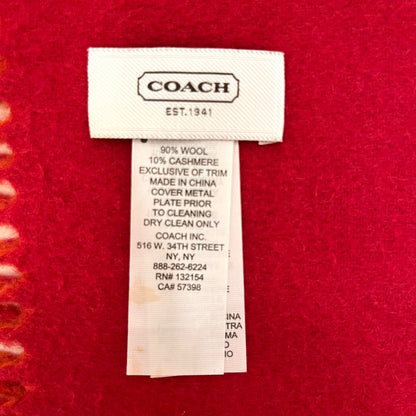 COACH
EST. 1941
90% WOOL
10% CASHMERE
EXCLUSIVE OF TRIM
MADE IN CHINA
COVER METAL
PLATE PRIOR
TO CLEANING
DRY CLEAN ONLY
COACH INC.
516 W. 34TH STREET
NY, NY
888-262-6224
RN# 132154
CA# 57398